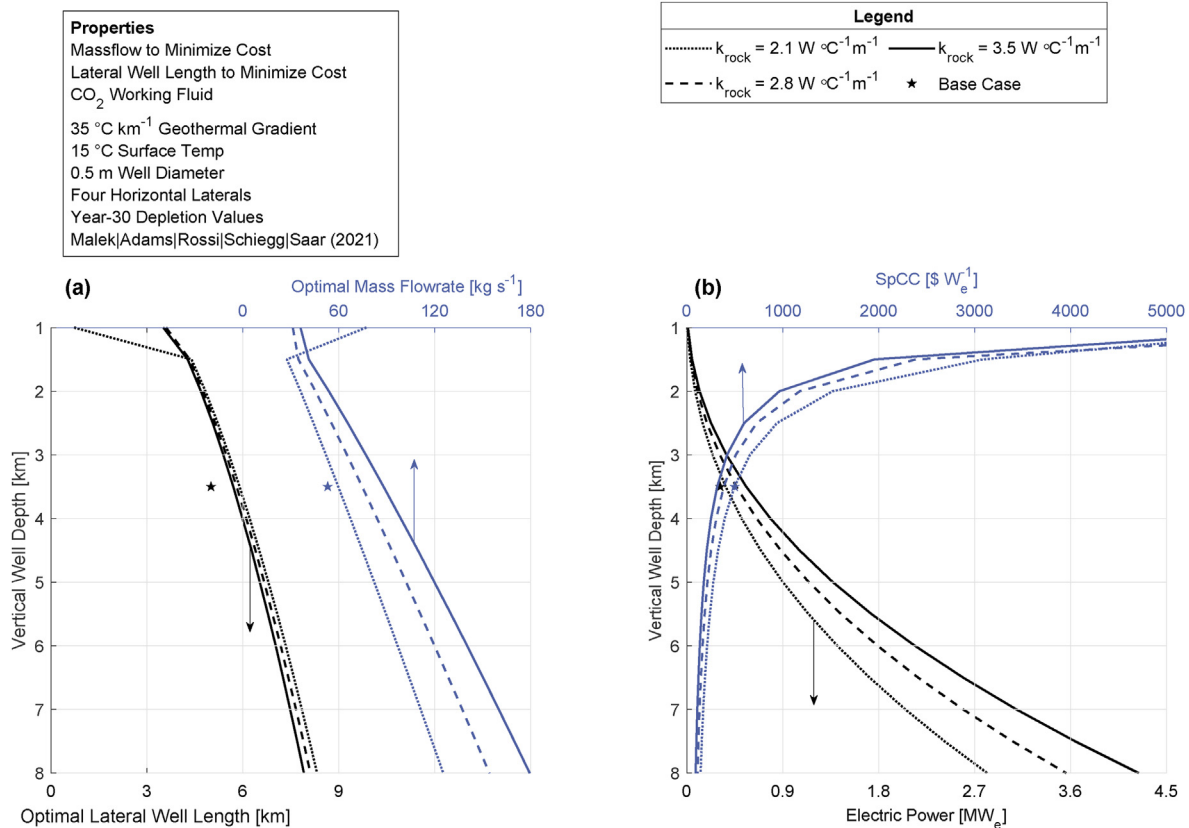 Properties
Massflow to Minimize Cost
Lateral Well Length to Minimize Cost
CO2 Working Fluid
35 °C km-1 Geothermal Gradient
15 °C Surface Temp
0.5 m Well Diameter
Four Horizontal Laterals
Year-30 Depletion Values
Malek|Adams|Rossi|Schiegg|Saar (2021)
Legend
k_rock = 2.1 W °C-1m-1
k_rock = 3.5 W °C-1m-1
k_rock = 2.8 W °C-1m-1
Base Case
(a)
Optimal Mass Flowrate [kg s-1]
0 60 120 180
1
2
3
4
5
6
7
8
Vertical Well Depth [km]
0 3 6 9
Optimal Lateral Well Length [km]
(b)
SpCC [$ W_e-1]
0 1000 2000 3000 4000 5000
1
2
3
4
5
6
7
8
Vertical Well Depth [km]
0 0.9 1.8 2.7 3.6 4.5
Electric Power [MW_e]